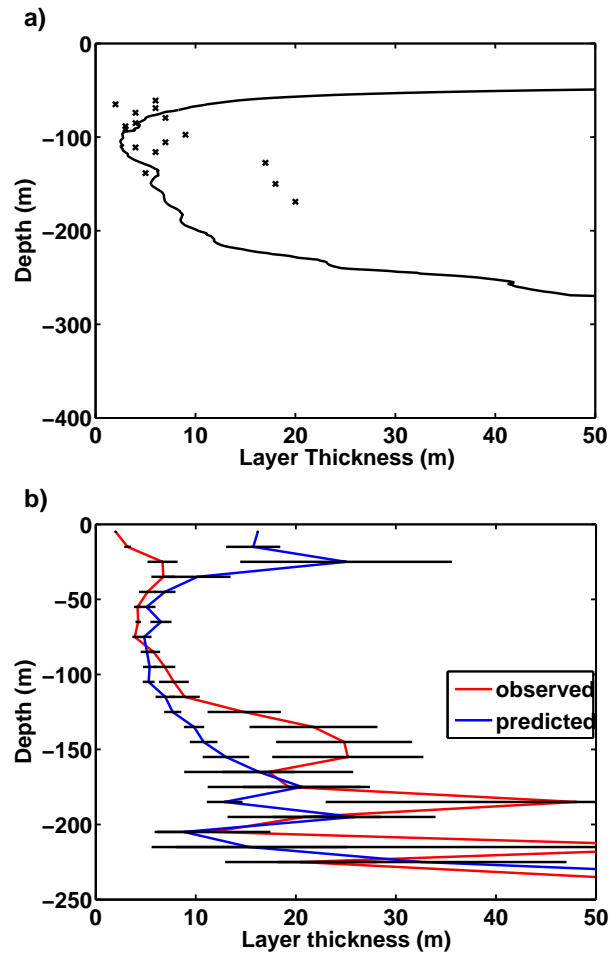 a)
0
−100
−200
−300
−400
Depth (m)
0 10 20 30 40 50
Layer Thickness (m)
b)
0
−50
−100
−150
−200
−250
Depth (m)
observed
predicted
0 10 20 30 40 50
Layer thickness (m)